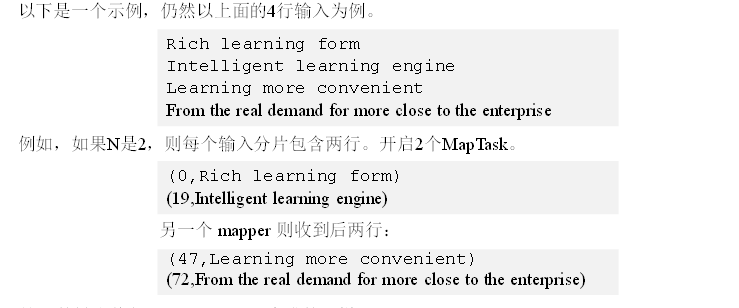 以下是一个示例，仍然以上面的4行输入为例。
Rich learning form
Intelligent learning engine
Learning more convenient
From the real demand for more close to the enterprise
例如，如果N是2，则每个输入分片包含两行。开启2个MapTask。
(0,Rich learning form)
(19,Intelligent learning engine)
另一个 mapper 则收到后两行：
(47,Learning more convenient)
(72,From the real demand for more close to the enterprise)